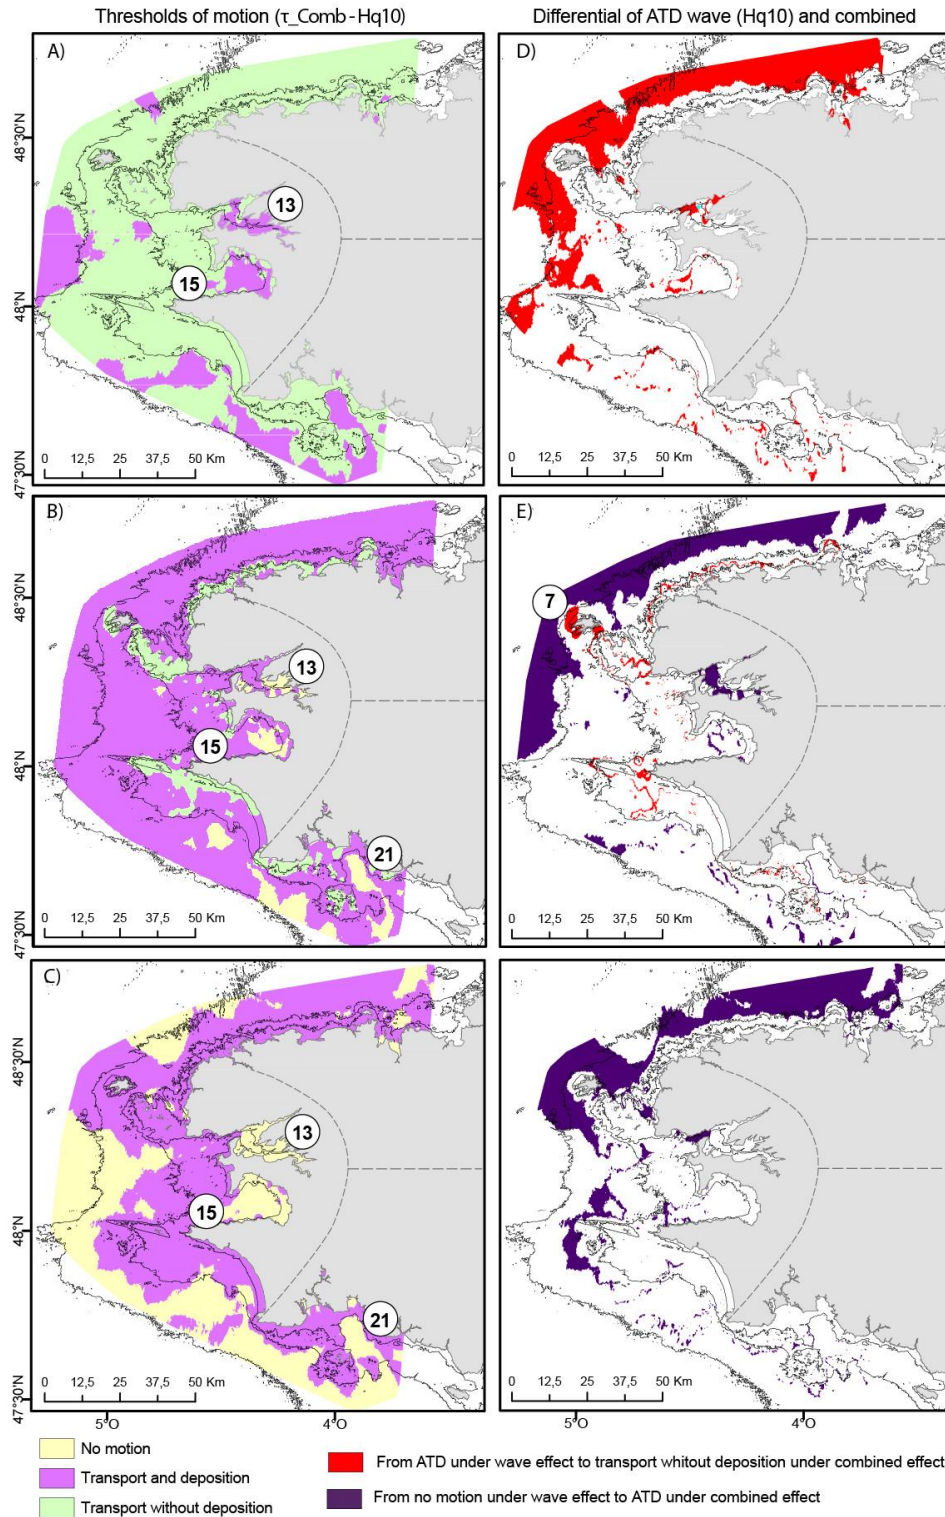 Thresholds of motion (τ_Comb-Hq10)
Differential of ATD wave (Hq10) and combined
A)
D)
48°30'N
13
15
48°N
0 12,5 25 37,5 50 Km
0 12,5 25 37,5 50 Km
47°30'N
B)
E)
48°30'N
7
13
15
48°N
21
0 12,5 25 37,5 50 Km
0 12,5 25 37,5 50 Km
47°30'N
C)
48°30'N
13
15
48°N
21
0 12,5 25 37,5 50 Km
0 12,5 25 37,5 50 Km
47°30'N
5°O 4°O 5°O 4°O
No motion
Transport and deposition
Transport without deposition
From ATD under wave effect to transport whitout deposition under combined effect
From no motion under wave effect to ATD under combined effect